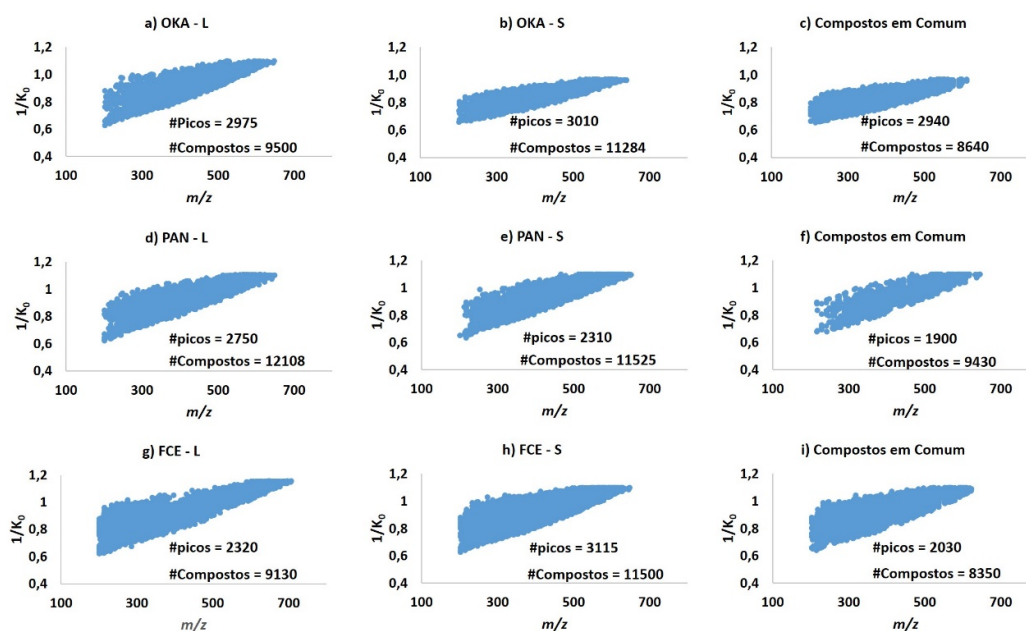 a) OKA - L
1/K₀
1,2
1,0
0,8
0,6
0,4
#Picos = 2975
#Compostos = 9500
100 300 500 700
m/z
b) OKA - S
1/K₀
1,2
1
0,8
0,6
0,4
#picos = 3010
#Compostos = 11284
100 300 500 700
m/z
c) Compostos em Comum
1/K₀
1,2
1
0,8
0,6
0,4
#picos = 2940
#Compostos = 8640
100 300 500 700
m/z
d) PAN - L
1/K₀
1,2
1
0,8
0,6
0,4
#picos = 2750
#Compostos = 12108
100 300 500 700
m/z
e) PAN - S
1/K₀
1,2
1
0,8
0,6
0,4
#picos = 2310
#Compostos = 11525
100 300 500 700
m/z
f) Compostos em Comum
1/K₀
1,2
1
0,8
0,6
0,4
#picos = 1900
#Compostos = 9430
100 300 500 700
m/z
g) FCE - L
1/K₀
1,2
1
0,8
0,6
0,4
#picos = 2320
#Compostos = 9130
100 300 500 700
m/z
h) FCE - S
1/K₀
1,2
1
0,8
0,6
0,4
#picos = 3115
#Compostos = 11500
100 300 500 700
m/z
i) Compostos em Comum
1/K₀
1,2
1
0,8
0,6
0,4
#picos = 2030
#Compostos = 8350
100 300 500 700
m/z